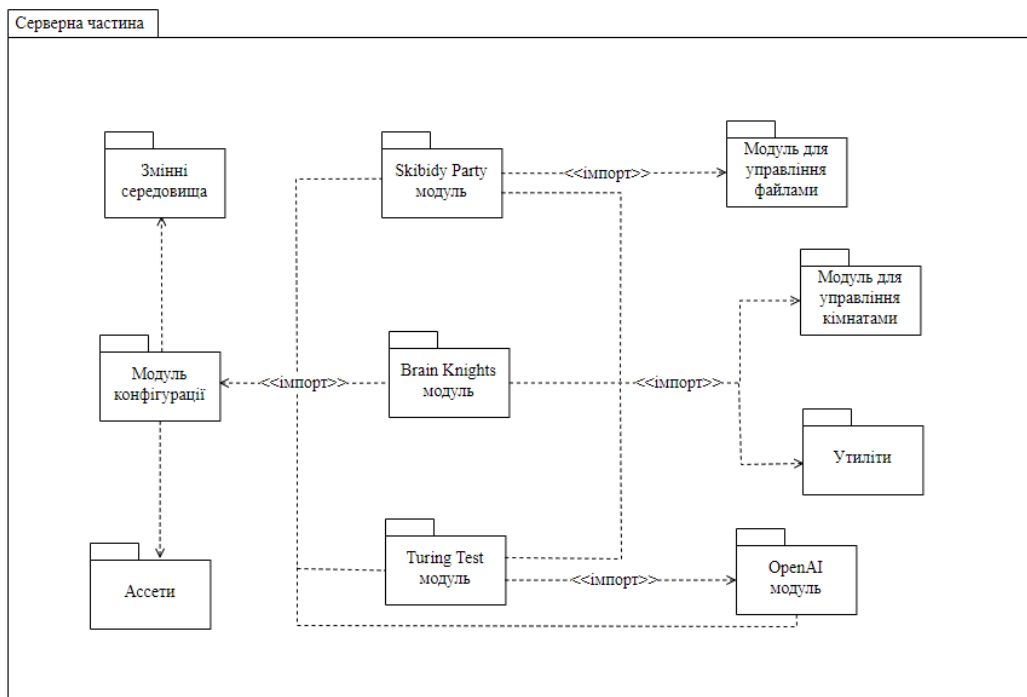 Серверна частина
Змінні
середовища
Skibidy Party
модуль
<<імпорт>>
Модуль для
управління
файлами
Модуль для
управління
кімнатами
Модуль
конфігурації
<<імпорт>>
Brain Knights
модуль
<<імпорт>>
Утиліти
Ассети
Turing Test
модуль
<<імпорт>>
OpenAI
модуль